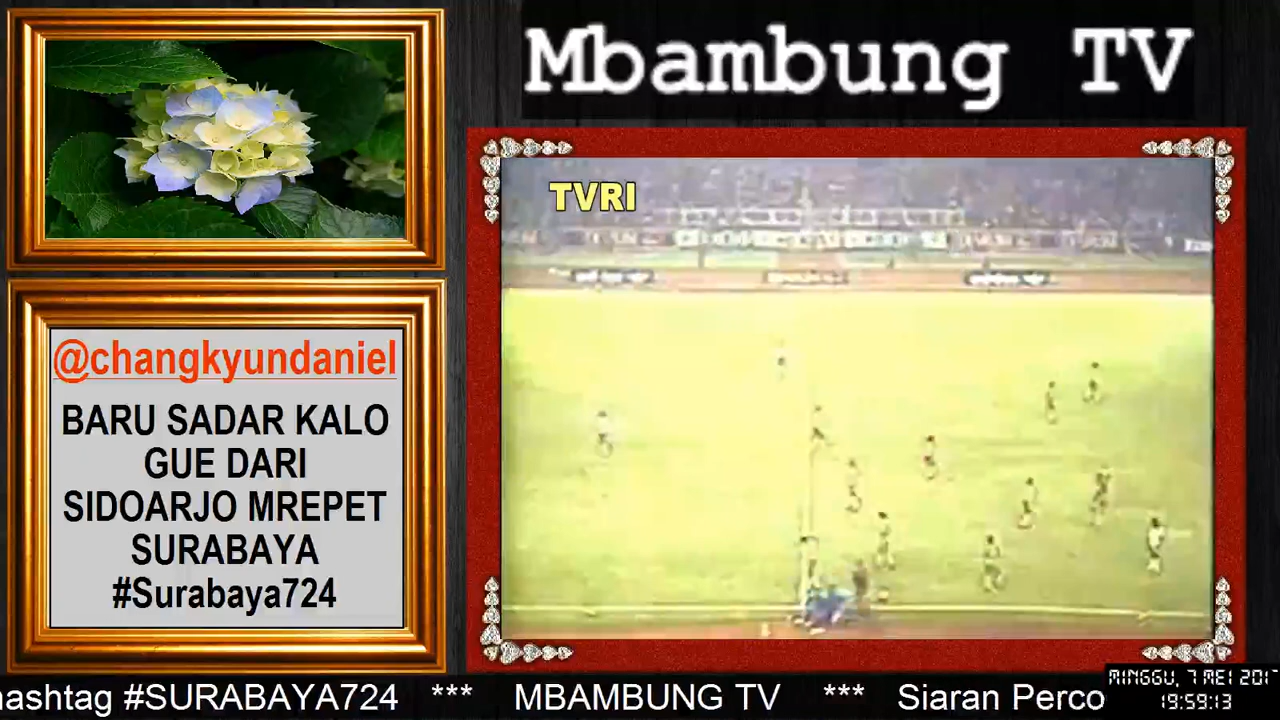 Mbambung TV
TVRI
@changkyundaniel
BARU SADAR KALO
GUE DARI
SIDOARJO MREPET
SURABAYA
#Surabaya724
hashtag #SURABAYA724 *** MBAMBUNG TV *** Siaran Perco
MINGGU, 7 MEI 2017
19:59:13